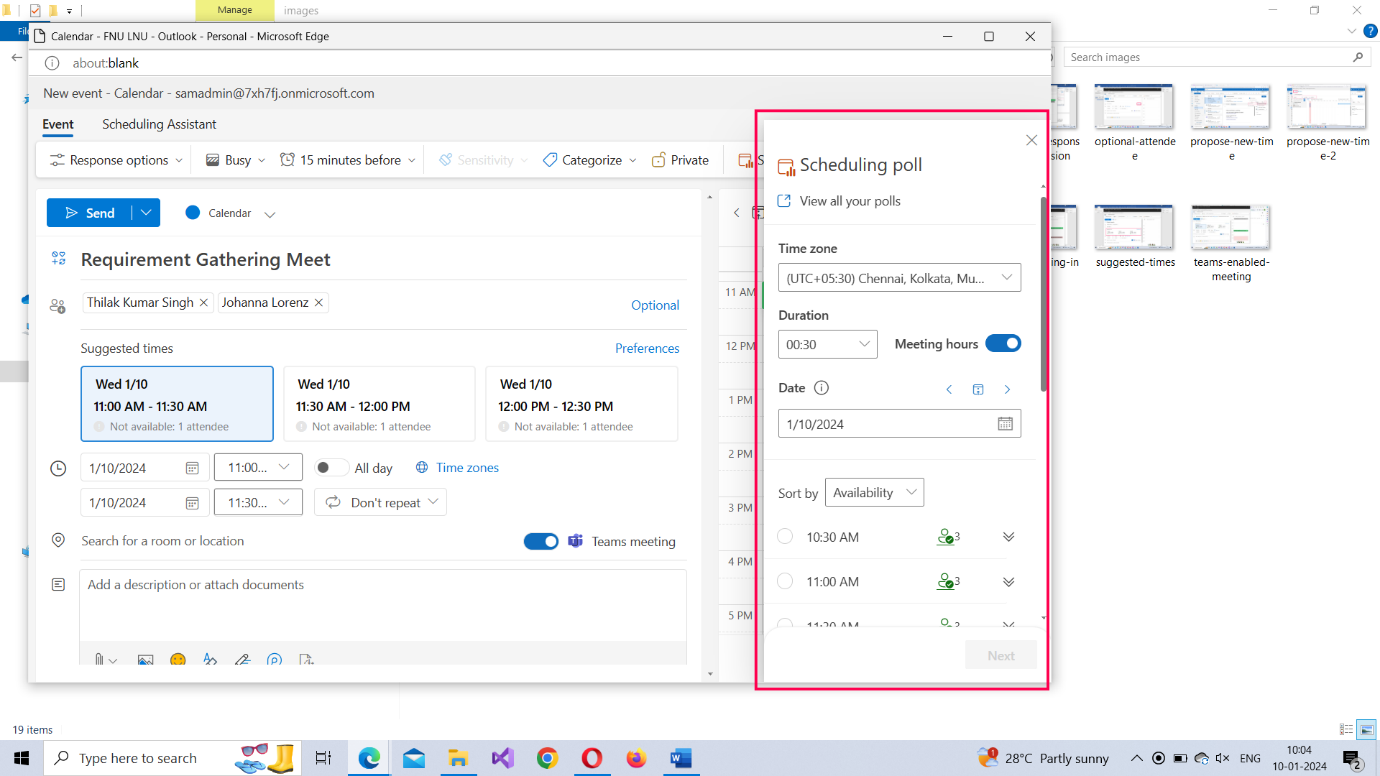 Manage
images
Fil
Calendar - FNU LNU - Outlook - Personal - Microsoft Edge
about:blank
Search images
New event - Calendar - samadmin@7xh7fj.onmicrosoft.com
Event
Scheduling Assistant
Response options
Busy
15 minutes before
Sensitivity
Categorize
Private
S
Send
Calendar
Requirement Gathering Meet
Thilak Kumar Singh
Johanna Lorenz
Optional
Suggested times
Preferences
Wed 1/10
11:00 AM - 11:30 AM
Not available: 1 attendee
Wed 1/10
11:30 AM - 12:00 PM
Not available: 1 attendee
Wed 1/10
12:00 PM - 12:30 PM
Not available: 1 attendee
1/10/2024
11:00...
All day
Time zones
1/10/2024
11:30...
Don't repeat
Search for a room or location
Teams meeting
Add a description or attach documents
11 AM
12 PM
1 PM
2 PM
3 PM
4 PM
5 PM
Scheduling poll
View all your polls
Time zone
(UTC+05:30) Chennai, Kolkata, Mu...
Duration
00:30
Meeting hours
Date
1/10/2024
Sort by
Availability
10:30 AM
3
11:00 AM
3
Next
espons
sion
optional-attende
e
propose-new-tim
e
propose-new-time
-2
ng-in
suggested-times
teams-enabled-
meeting
19 items
Type here to search
1
28°C Partly sunny
ENG
10:04
10-01-2024
2